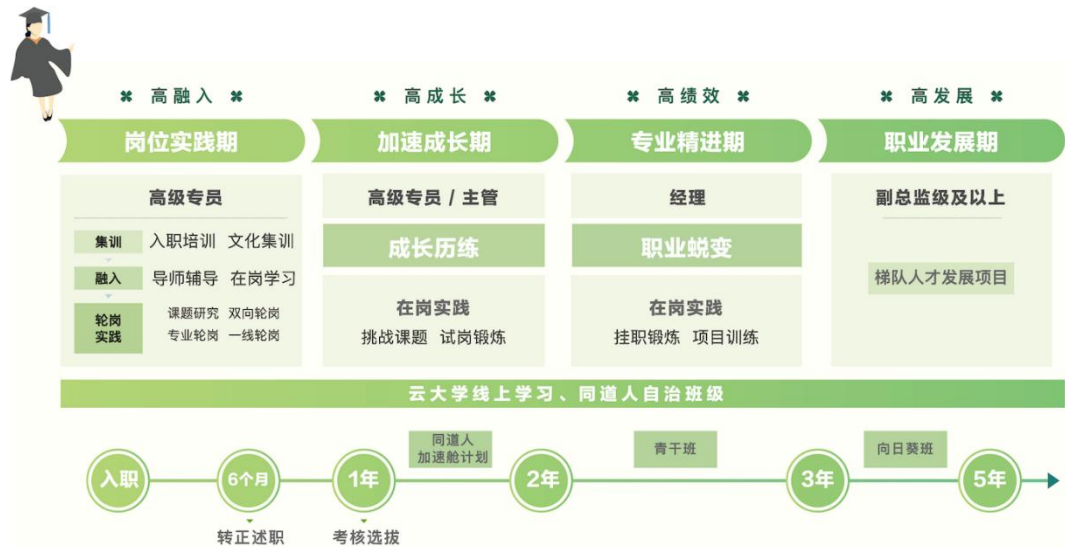 高融入
高成长
高绩效
高发展
岗位实践期
加速成长期
专业精进期
职业发展期
高级专员
集训 入职培训 文化集训
融入 导师辅导 在岗学习
轮岗
实践
课题研究 双向轮岗
专业轮岗 一线轮岗
高级专员 / 主管
成长历练
在岗实践
挑战课题 试岗锻炼
经理
职业蜕变
在岗实践
挂职锻炼 项目训练
副总监级及以上
梯队人才发展项目
云大学线上学习、同道人自治班级
同道人
加速舱计划
青干班
向日葵班
入职
6个月
1年
2年
3年
5年
转正述职
考核选拔